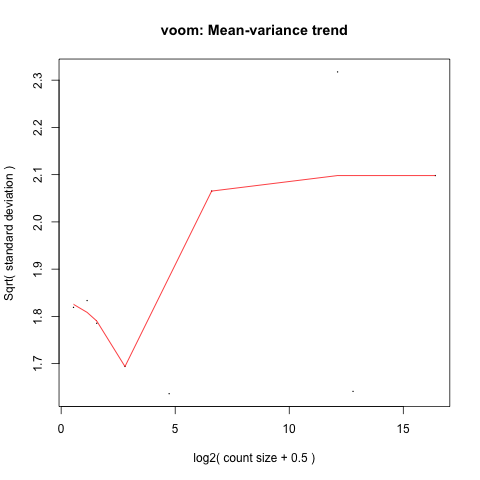 voom: Mean-variance trend
Sqrt( standard deviation )
2.3
2.2
2.1
2.0
1.9
1.8
1.7
0 5 10 15
log2( count size + 0.5 )